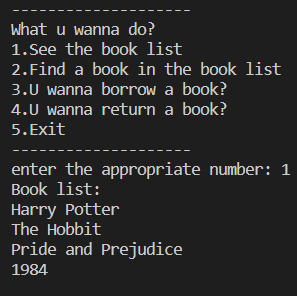 --------------------
What u wanna do?
1.See the book list
2.Find a book in the book list
3.U wanna borrow a book?
4.U wanna return a book?
5.Exit
--------------------
enter the appropriate number: 1
Book list:
Harry Potter
The Hobbit
Pride and Prejudice
1984